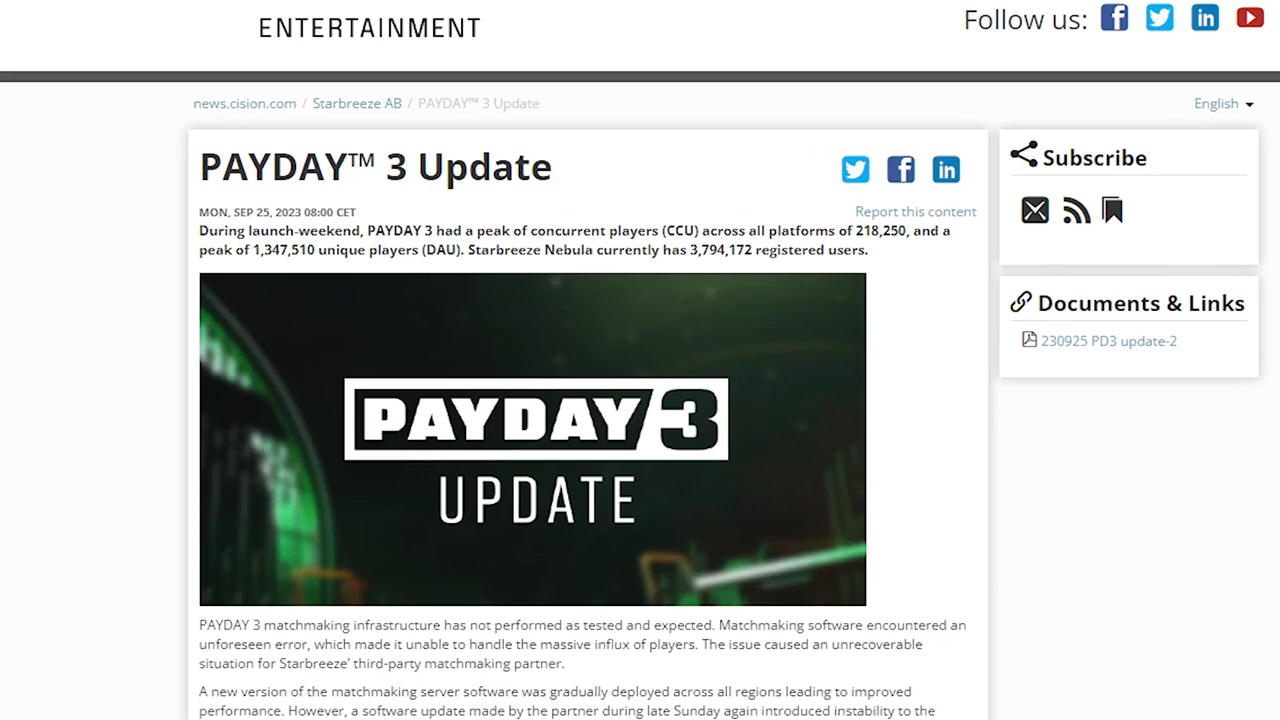 ENTERTAINMENT
Follow us:
news.cision.com / Starbreeze AB / PAYDAY™ 3 Update
English
PAYDAY™ 3 Update
MON, SEP 25, 2023 08:00 CET
Report this content
During launch-weekend, PAYDAY 3 had a peak of concurrent players (CCU) across all platforms of 218,250, and a
peak of 1,347,510 unique players (DAU). Starbreeze Nebula currently has 3,794,172 registered users.
PAYDAY 3
UPDATE
PAYDAY 3 matchmaking infrastructure has not performed as tested and expected. Matchmaking software encountered an
unforeseen error, which made it unable to handle the massive influx of players. The issue caused an unrecoverable
situation for Starbreeze’ third-party matchmaking partner.
A new version of the matchmaking server software was gradually deployed across all regions leading to improved
performance. However, a software update made by the partner during late Sunday again introduced instability to the
Subscribe
Documents & Links
230925 PD3 update-2